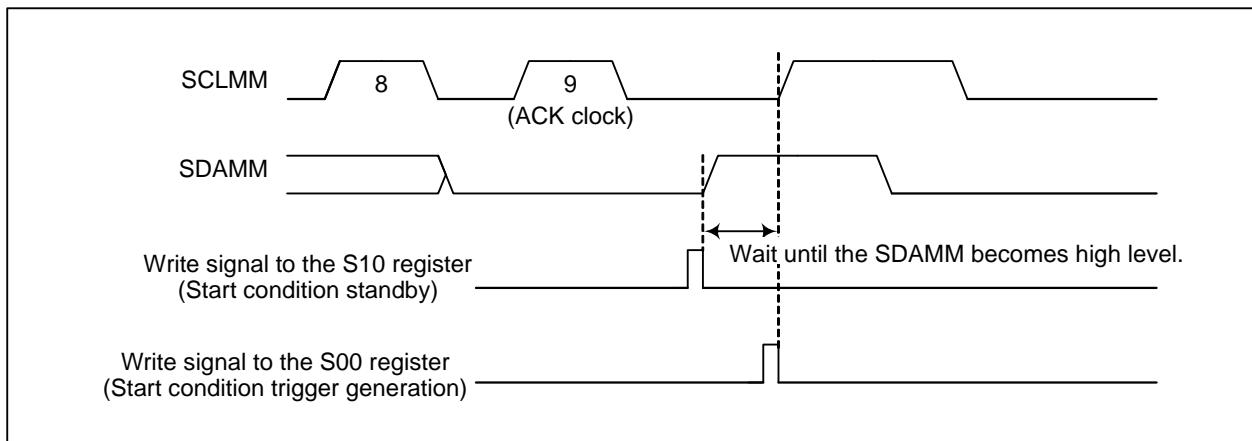 SCLMM
8
9
(ACK clock)
SDAMM
Wait until the SDAMM becomes high level.
Write signal to the S10 register
(Start condition standby)
Write signal to the S00 register
(Start condition trigger generation)